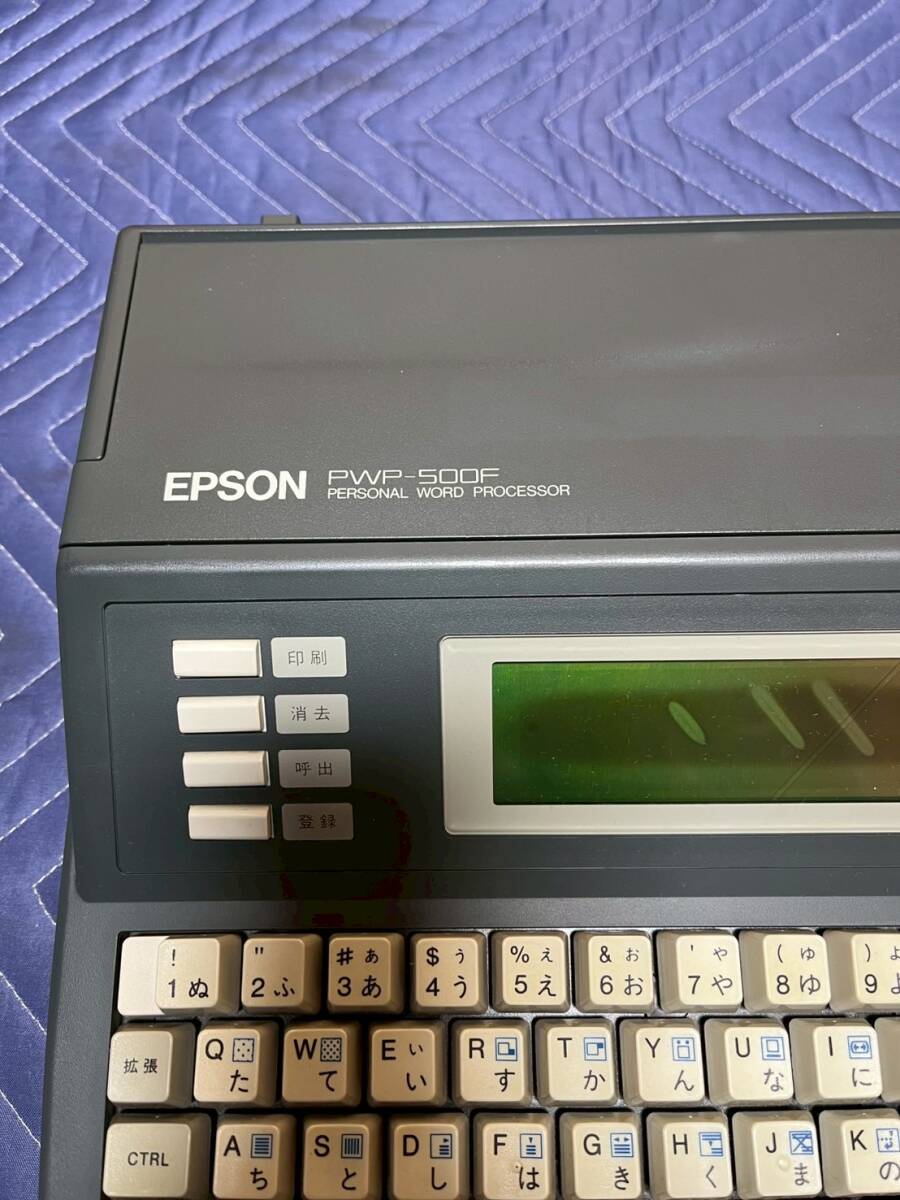 EPSON PWP-500F
PERSONAL WORD PROCESSOR
印刷
消去
呼出
登録
! 1 ぬ " 2 ふ # ぁ 3 あ $ ぅ 4 う % ぇ 5 え & ぉ 6 お ' ゃ 7 や ( ゅ 8 ゆ ) ょ 9 よ
拡張 Q た W て E ぃ い R す T か Y ん U な I に
CTRL A ち S と D し F は G き H く J ま K の